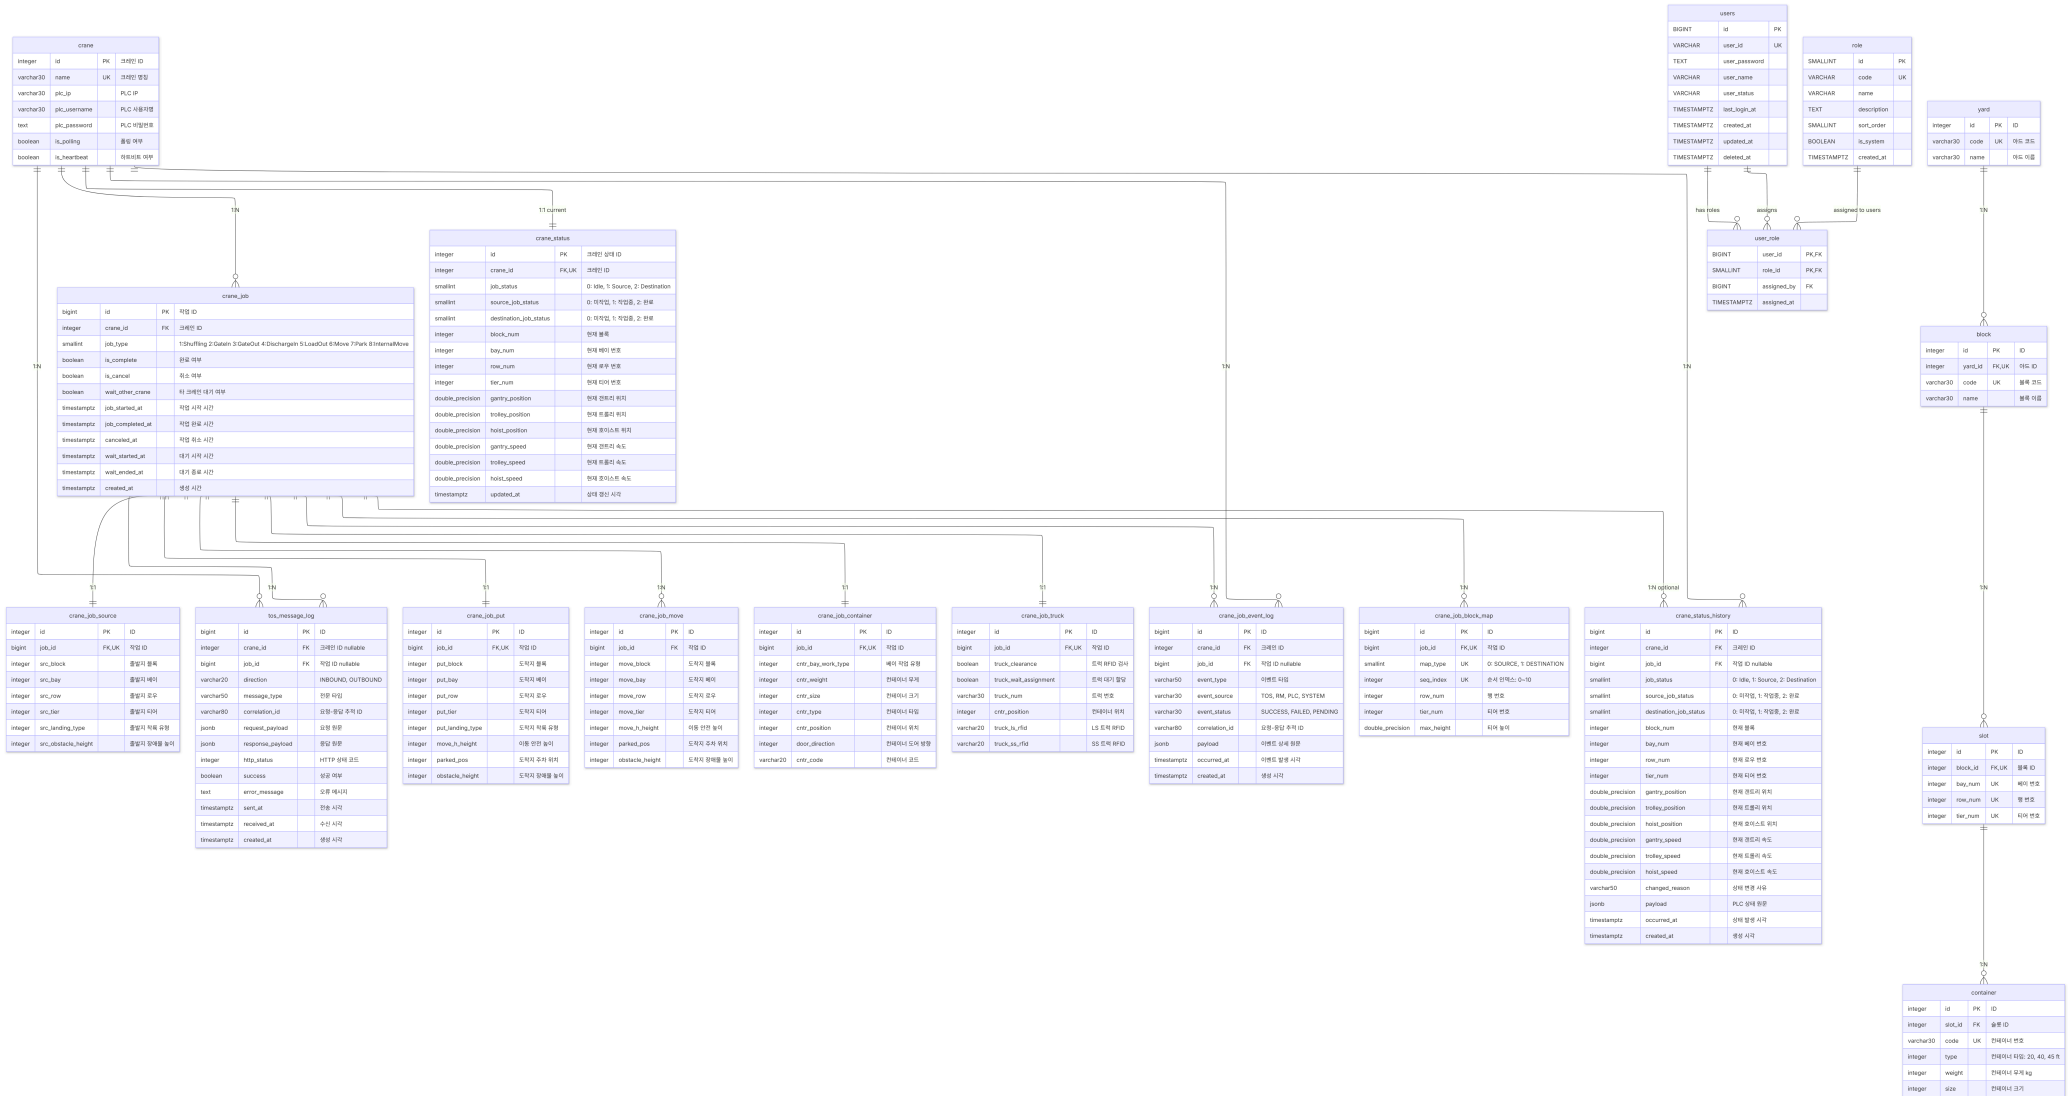 crane
integer id PK 크레인 ID
varchar30 name UK 크레인 명칭
varchar30 plc_ip PLC IP
varchar30 plc_username PLC 사용자명
text plc_password PLC 비밀번호
boolean is_polling 폴링 여부
boolean is_heartbeat 하트비트 여부
users
BIGINT id PK
VARCHAR user_id UK
TEXT user_password
VARCHAR user_name
VARCHAR user_status
TIMESTAMPTZ last_login_at
TIMESTAMPTZ created_at
TIMESTAMPTZ updated_at
TIMESTAMPTZ deleted_at
role
SMALLINT id PK
VARCHAR code UK
VARCHAR name
TEXT description
SMALLINT sort_order
BOOLEAN is_system
TIMESTAMPTZ created_at
yard
integer id PK ID
varchar30 code UK 야드 코드
varchar30 name 야드 이름
1:N
1:1 current
has roles
assigns
assigned to users
1:N
crane_status
integer id PK 크레인 상태 ID
integer crane_id FK,UK 크레인 ID
smallint job_status 0: Idle, 1: Source, 2: Destination
smallint source_job_status 0: 미작업, 1: 작업중, 2: 완료
smallint destination_job_status 0: 미작업, 1: 작업중, 2: 완료
integer block_num 현재 블록
integer bay_num 현재 베이 번호
integer row_num 현재 로우 번호
integer tier_num 현재 티어 번호
double_precision gantry_position 현재 겐트리 위치
double_precision trolley_position 현재 트롤리 위치
double_precision hoist_position 현재 호이스트 위치
double_precision gantry_speed 현재 겐트리 속도
double_precision trolley_speed 현재 트롤리 속도
double_precision hoist_speed 현재 호이스트 속도
timestamptz updated_at 상태 갱신 시각
user_role
BIGINT user_id PK,FK
SMALLINT role_id PK,FK
BIGINT assigned_by FK
TIMESTAMPTZ assigned_at
crane_job
bigint id PK 작업 ID
integer crane_id FK 크레인 ID
smallint job_type 1:Shuffling 2:GateIn 3:GateOut 4:DischargeIn 5:LoadOut 6:Move 7:Park 8:InternalMove
boolean is_complete 완료 여부
boolean is_cancel 취소 여부
boolean wait_other_crane 타 크레인 대기 여부
timestamptz job_started_at 작업 시작 시간
timestamptz job_completed_at 작업 완료 시간
timestamptz canceled_at 작업 취소 시간
timestamptz wait_started_at 대기 시작 시간
timestamptz wait_ended_at 대기 종료 시간
timestamptz created_at 생성 시간
block
integer id PK ID
integer yard_id FK,UK 야드 ID
varchar30 code UK 블록 코드
varchar30 name 블록 이름
1:N
1:N
1:N
1:1
1:N
1:1
1:N
1:1
1:1
1:N
1:N
1:N optional
1:N
crane_job_source
integer id PK ID
bigint job_id FK,UK 작업 ID
integer src_block 출발지 블록
integer src_bay 출발지 베이
integer src_row 출발지 로우
integer src_tier 출발지 티어
integer src_landing_type 출발지 착륙 유형
integer src_obstacle_height 출발지 장애물 높이
tos_message_log
bigint id PK ID
integer crane_id FK 크레인 ID nullable
bigint job_id FK 작업 ID nullable
varchar20 direction INBOUND, OUTBOUND
varchar50 message_type 전문 타입
varchar80 correlation_id 요청-응답 추적 ID
jsonb request_payload 요청 원문
jsonb response_payload 응답 원문
integer http_status HTTP 상태 코드
boolean success 성공 여부
text error_message 오류 메시지
timestamptz sent_at 전송 시각
timestamptz received_at 수신 시각
timestamptz created_at 생성 시각
crane_job_put
integer id PK ID
bigint job_id FK,UK 작업 ID
integer put_block 도착지 블록
integer put_bay 도착지 베이
integer put_row 도착지 로우
integer put_tier 도착지 티어
integer put_landing_type 도착지 착륙 유형
integer move_h_height 이동 안전 높이
integer parked_pos 도착지 주차 위치
integer obstacle_height 도착지 장애물 높이
crane_job_move
integer id PK ID
bigint job_id FK 작업 ID
integer move_block 도착지 블록
integer move_bay 도착지 베이
integer move_row 도착지 로우
integer move_tier 도착지 티어
integer move_h_height 이동 안전 높이
integer parked_pos 도착지 주차 위치
integer obstacle_height 도착지 장애물 높이
crane_job_container
integer id PK ID
bigint job_id FK,UK 작업 ID
integer cntr_bay_work_type 베이 작업 유형
integer cntr_weight 컨테이너 무게
integer cntr_size 컨테이너 크기
integer cntr_type 컨테이너 타입
integer cntr_position 컨테이너 위치
integer door_direction 컨테이너 도어 방향
varchar20 cntr_code 컨테이너 코드
crane_job_truck
integer id PK ID
bigint job_id FK,UK 작업 ID
boolean truck_clearance 트럭 RFID 검사
boolean truck_wait_assignment 트럭 대기 할당
varchar30 truck_num 트럭 번호
integer cntr_position 컨테이너 위치
varchar20 truck_ls_rfid LS 트럭 RFID
varchar20 truck_ss_rfid SS 트럭 RFID
crane_job_event_log
bigint id PK ID
integer crane_id FK 크레인 ID
bigint job_id FK 작업 ID nullable
varchar50 event_type 이벤트 타입
varchar30 event_source TOS, RM, PLC, SYSTEM
varchar30 event_status SUCCESS, FAILED, PENDING
varchar80 correlation_id 요청-응답 추적 ID
jsonb payload 이벤트 상세 원문
timestamptz occurred_at 이벤트 발생 시각
timestamptz created_at 생성 시각
crane_job_block_map
bigint id PK ID
bigint job_id FK,UK 작업 ID
smallint map_type UK 0: SOURCE, 1: DESTINATION
integer seq_index UK 순서 인덱스: 0~10
integer row_num 행 번호
integer tier_num 티어 번호
double_precision max_height 티어 높이
crane_status_history
bigint id PK ID
integer crane_id FK 크레인 ID
bigint job_id FK 작업 ID nullable
smallint job_status 0: Idle, 1: Source, 2: Destination
smallint source_job_status 0: 미작업, 1: 작업중, 2: 완료
smallint destination_job_status 0: 미작업, 1: 작업중, 2: 완료
integer block_num 현재 블록
integer bay_num 현재 베이 번호
integer row_num 현재 로우 번호
integer tier_num 현재 티어 번호
double_precision gantry_position 현재 겐트리 위치
double_precision trolley_position 현재 트롤리 위치
double_precision hoist_position 현재 호이스트 위치
double_precision gantry_speed 현재 겐트리 속도
double_precision trolley_speed 현재 트롤리 속도
double_precision hoist_speed 현재 호이스트 속도
varchar50 changed_reason 상태 변경 사유
jsonb payload PLC 상태 원문
timestamptz occurred_at 상태 발생 시각
timestamptz created_at 생성 시각
slot
integer id PK ID
integer block_id FK,UK 블록 ID
integer bay_num UK 베이 번호
integer row_num UK 행 번호
integer tier_num UK 티어 번호
1:N
container
integer id PK ID
integer slot_id FK 슬롯 ID
varchar30 code UK 컨테이너 번호
integer type 컨테이너 타입: 20, 40, 45 ft
integer weight 컨테이너 무게 kg
integer size 컨테이너 크기